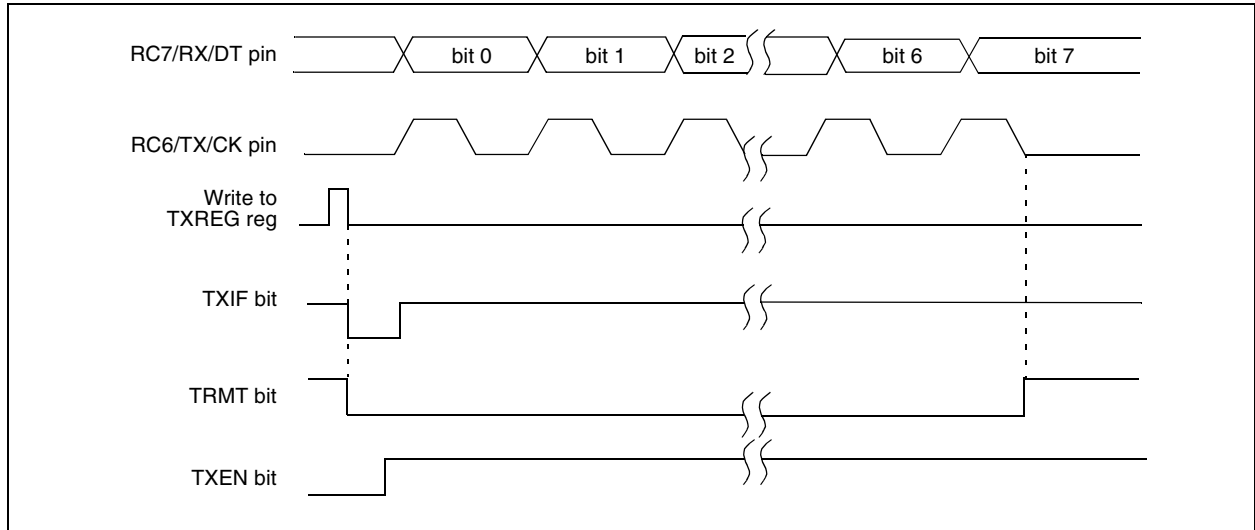 RC7/RX/DT pin
bit 0
bit 1
bit 2
bit 6
bit 7
RC6/TX/CK pin
Write to
TXREG reg
TXIF bit
TRMT bit
TXEN bit